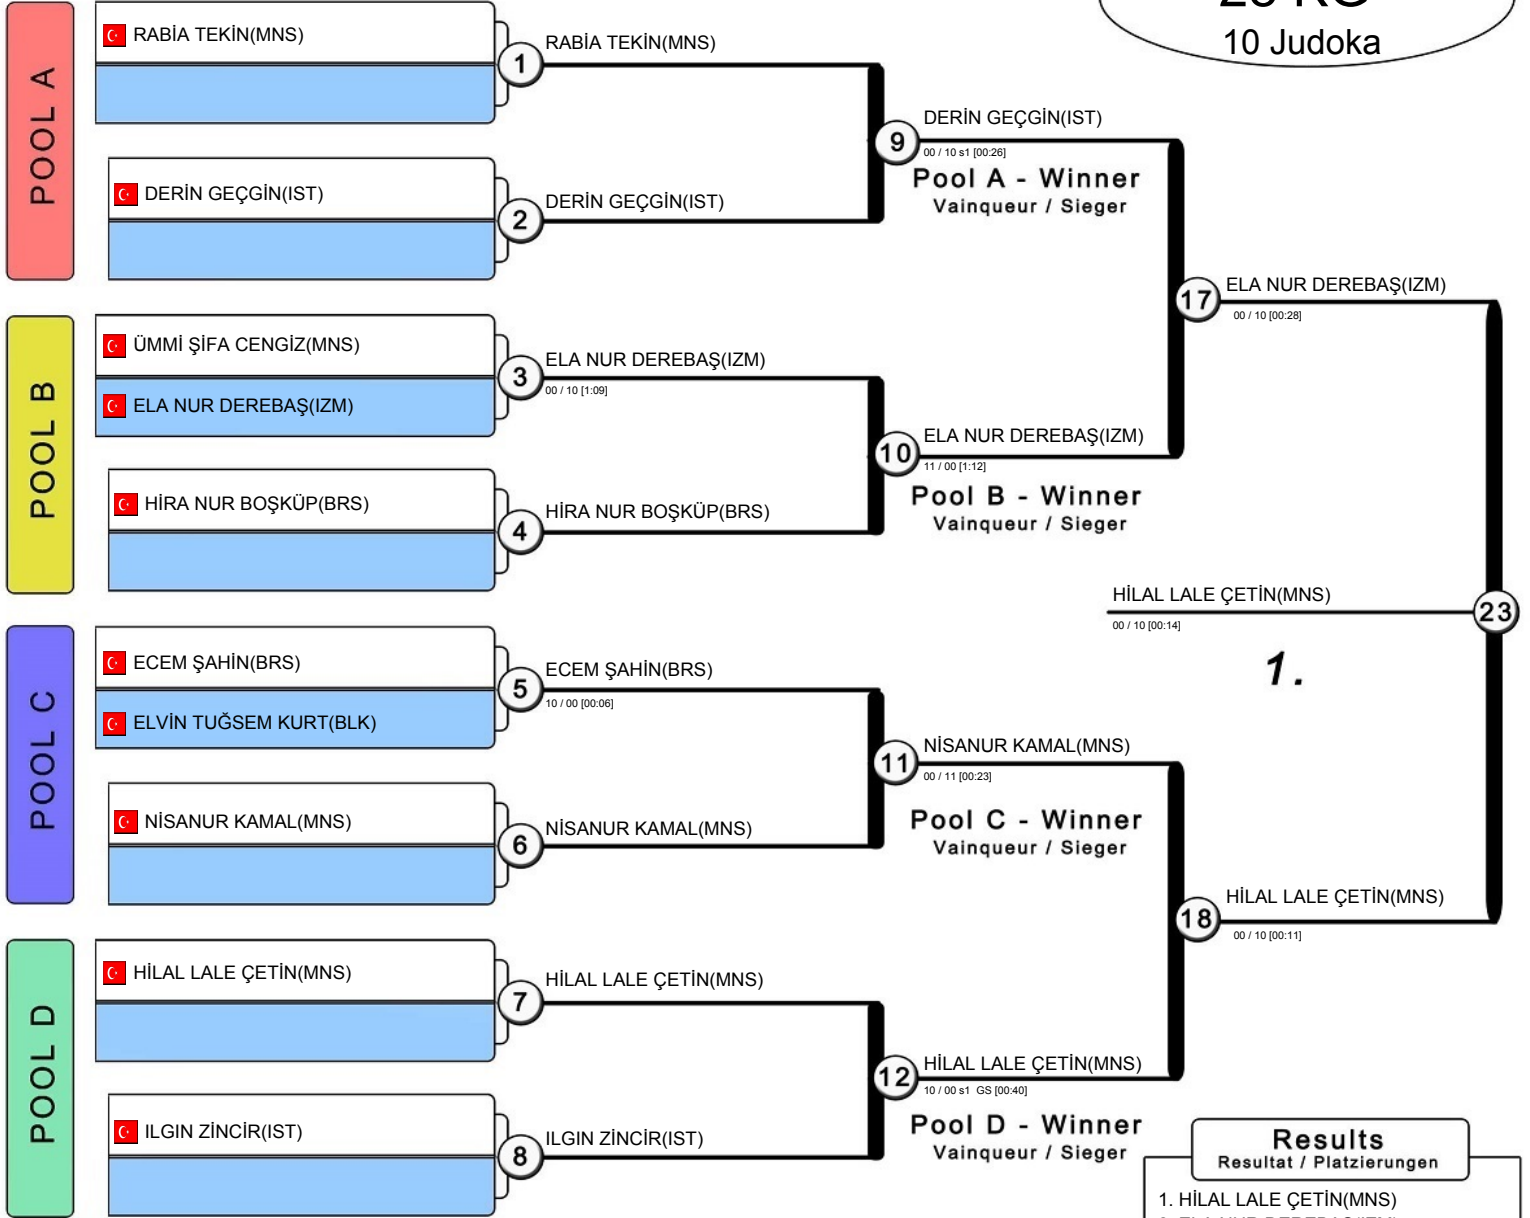 28 KG
10 Judoka
POOL A
RABİA TEKİN(MNS)
DERİN GEÇGİN(IST)
1
RABİA TEKİN(MNS)
2
DERİN GEÇGİN(IST)
9
DERİN GEÇGİN(IST)
00 / 10 s1 [00:26]
Pool A - Winner
Vainqueur / Sieger
POOL B
ÜMMİ ŞİFA CENGİZ(MNS)
ELA NUR DEREBAŞ(IZM)
HİRA NUR BOŞKÜP(BRS)
3
ELA NUR DEREBAŞ(IZM)
00 / 10 [1:09]
4
HİRA NUR BOŞKÜP(BRS)
10
ELA NUR DEREBAŞ(IZM)
11 / 00 [1:12]
Pool B - Winner
Vainqueur / Sieger
17
ELA NUR DEREBAŞ(IZM)
00 / 10 [00:28]
POOL C
ECEM ŞAHİN(BRS)
ELVİN TUĞSEM KURT(BLK)
NİSANUR KAMAL(MNS)
5
ECEM ŞAHİN(BRS)
10 / 00 [00:06]
6
NİSANUR KAMAL(MNS)
11
NİSANUR KAMAL(MNS)
00 / 11 [00:23]
Pool C - Winner
Vainqueur / Sieger
POOL D
HİLAL LALE ÇETİN(MNS)
ILGIN ZİNCİR(IST)
7
HİLAL LALE ÇETİN(MNS)
8
ILGIN ZİNCİR(IST)
12
HİLAL LALE ÇETİN(MNS)
10 / 00 s1 GS [00:40]
Pool D - Winner
Vainqueur / Sieger
18
HİLAL LALE ÇETİN(MNS)
00 / 10 [00:11]
23
HİLAL LALE ÇETİN(MNS)
00 / 10 [00:14]
1.
Results
Resultat / Platzierungen
1. HİLAL LALE ÇETİN(MNS)
2. ELA NUR DEREBAŞ(IZM)